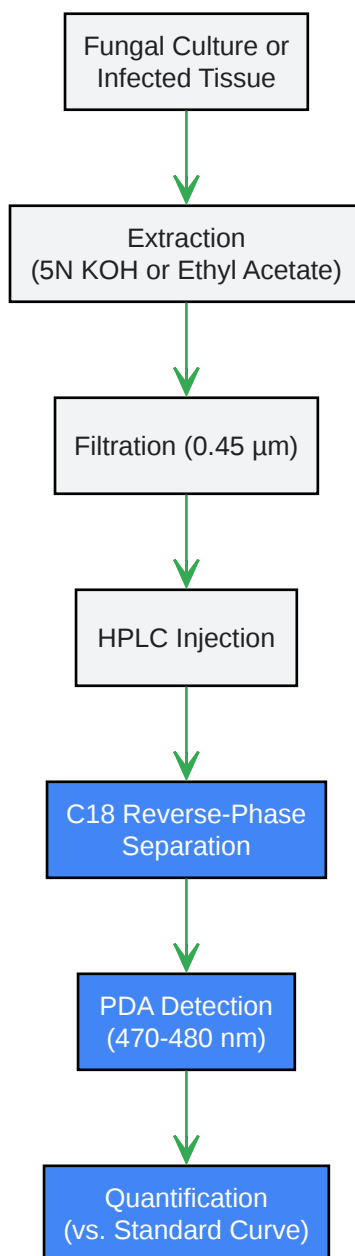 Fungal Culture or
Infected Tissue
Extraction
(5N KOH or Ethyl Acetate)
Filtration (0.45 µm)
HPLC Injection
C18 Reverse-Phase
Separation
PDA Detection
(470-480 nm)
Quantification
(vs. Standard Curve)